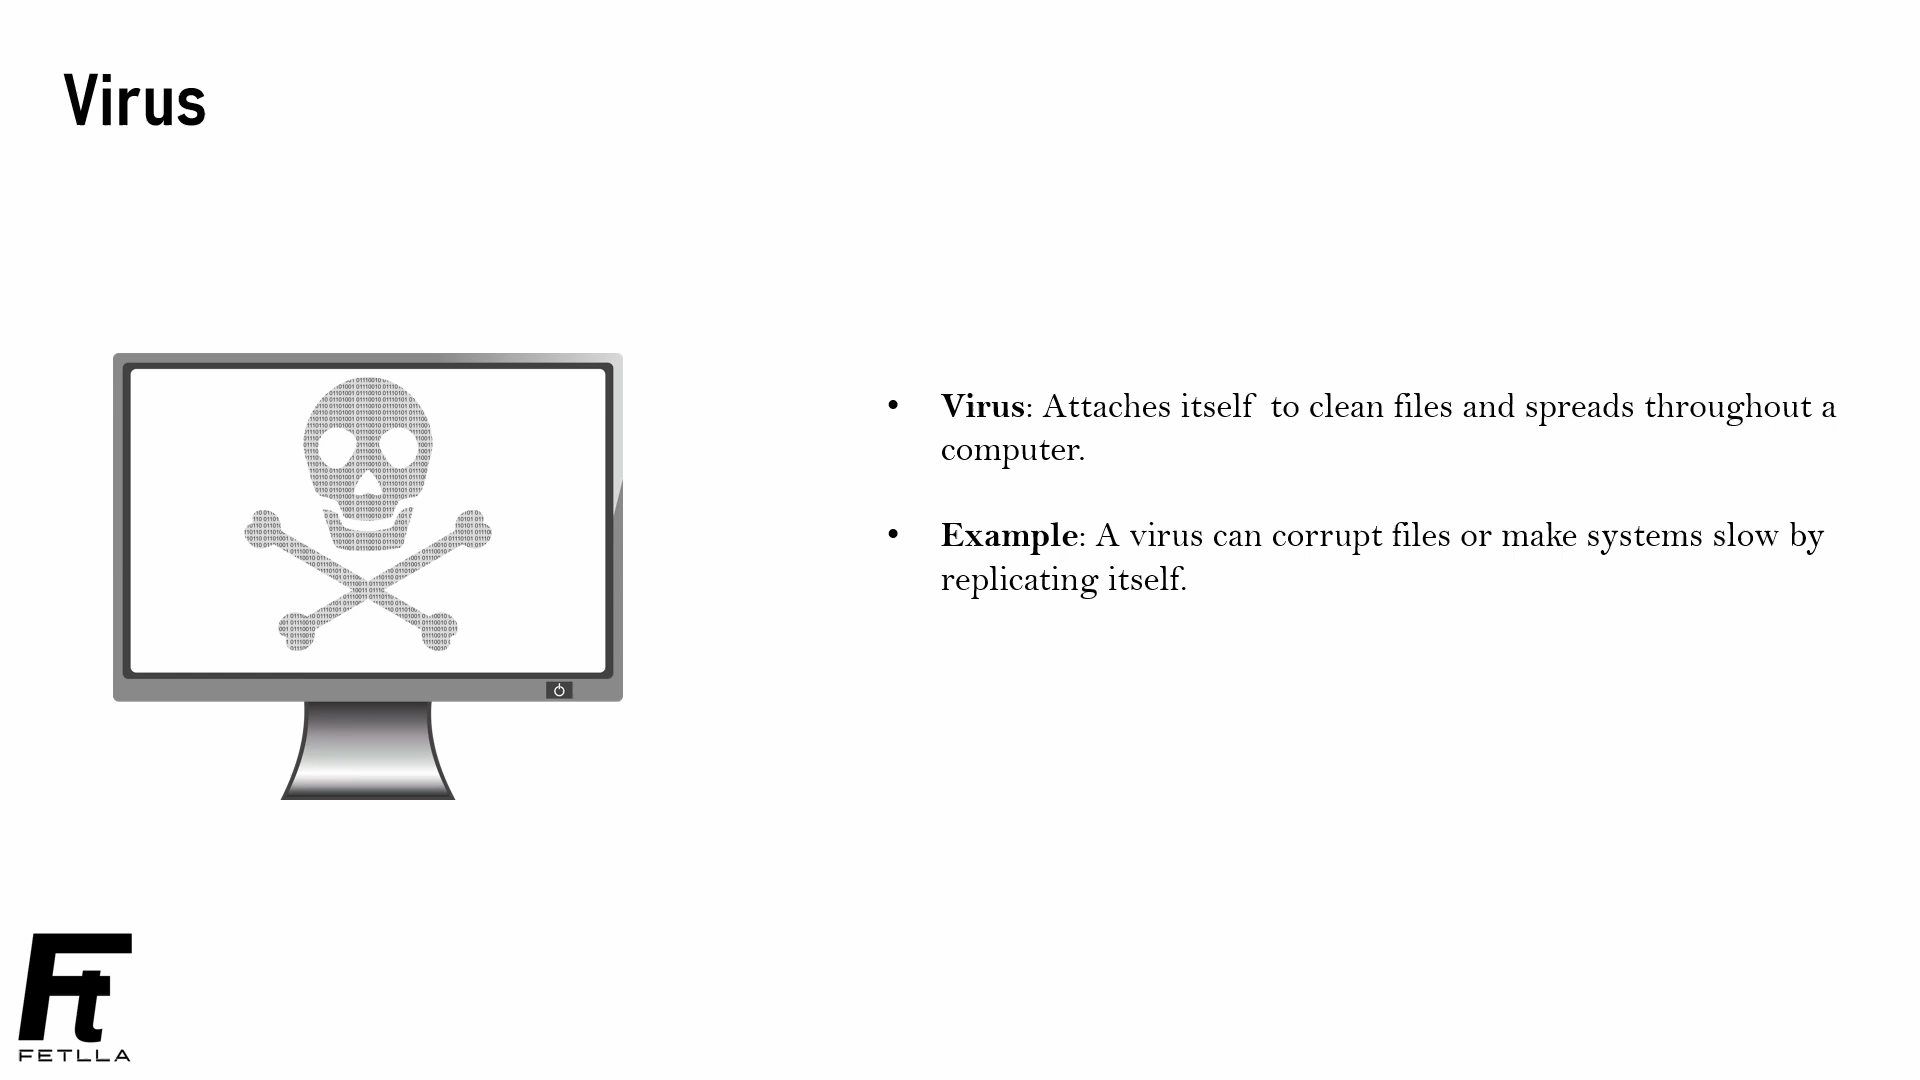 Virus
• Virus: Attaches itself  to clean files and spreads throughout a
computer.
• Example: A virus can corrupt files or make systems slow by
replicating itself.
Ft
FETLLA